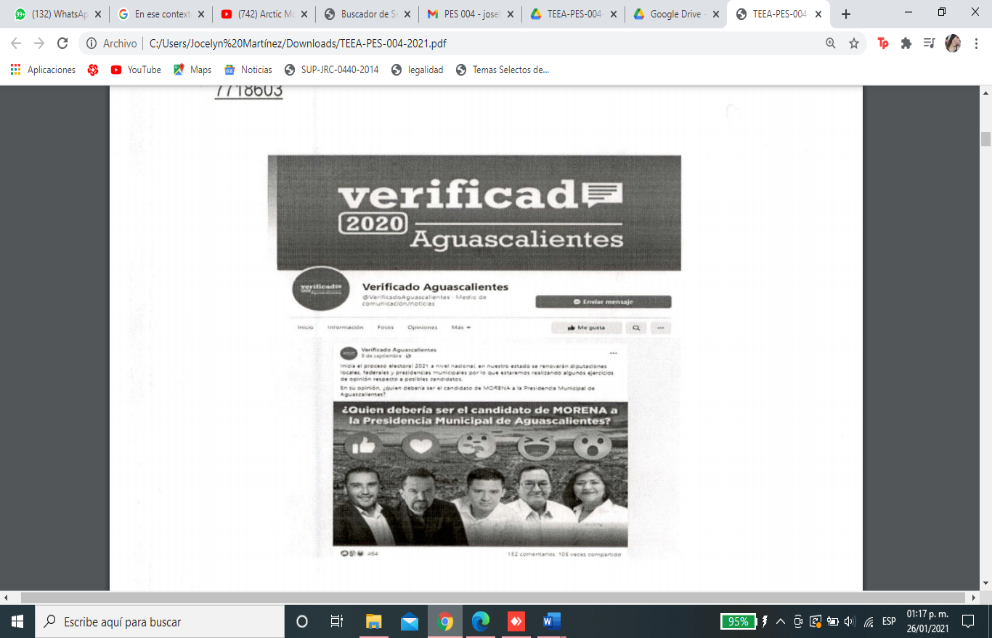 (132) WhatsAp
En ese context
(742) Arctic M
Buscador de S
PES 004 - jose
TEEA-PES-004
Google Drive -
TEEA-PES-004
Archivo | C:/Users/Jocelyn%20Martínez/Downloads/TEEA-PES-004-2021.pdf
Aplicaciones
YouTube
Maps
Noticias
SUP-JRC-0440-2014
legalidad
Temas Selectos de...
7718603
verificado
2020
Aguascalientes
Verificado Aguascalientes
@VerificadoAguascalientes · Medio de
comunicación/noticias
Enviar mensaje
Inicio Información Fotos Opiniones Más
Me gusta
Verificado Aguascalientes
9 de septiembre
Inicia el proceso electoral 2021 a nivel nacional, en nuestro estado se renovarán diputaciones
locales, federales y presidencias municipales por lo que estaremos realizando algunos ejercicios
de opinión respecto a posibles candidatos.
En su opinión, ¿quien debería ser el candidato de MORENA a la Presidencia Municipal de
Aguascalientes?
¿Quien debería ser el candidato de MORENA a
la Presidencia Municipal de Aguascalientes?
132 comentarios 105 veces compartido
Escribe aquí para buscar
95%
ESP
01:17 p. m.
26/01/2021